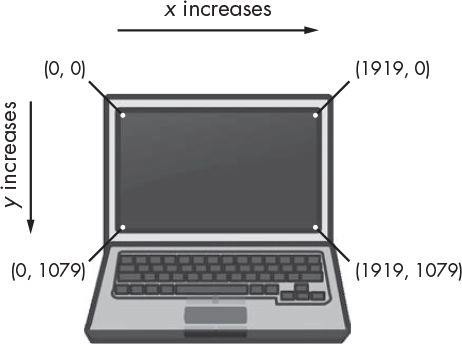 x increases
(0, 0)
(1919, 0)
y increases
(0, 1079)
(1919, 1079)